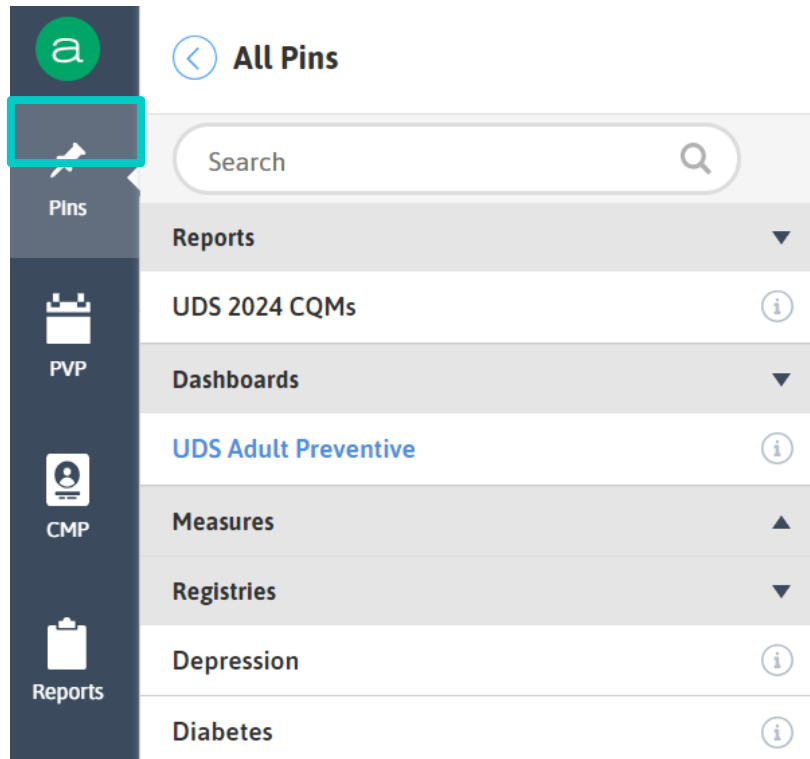 a
All Pins
Search
Pins
Reports
UDS 2024 CQMs
PVP
Dashboards
UDS Adult Preventive
CMP
Measures
Registries
Depression
Reports
Diabetes